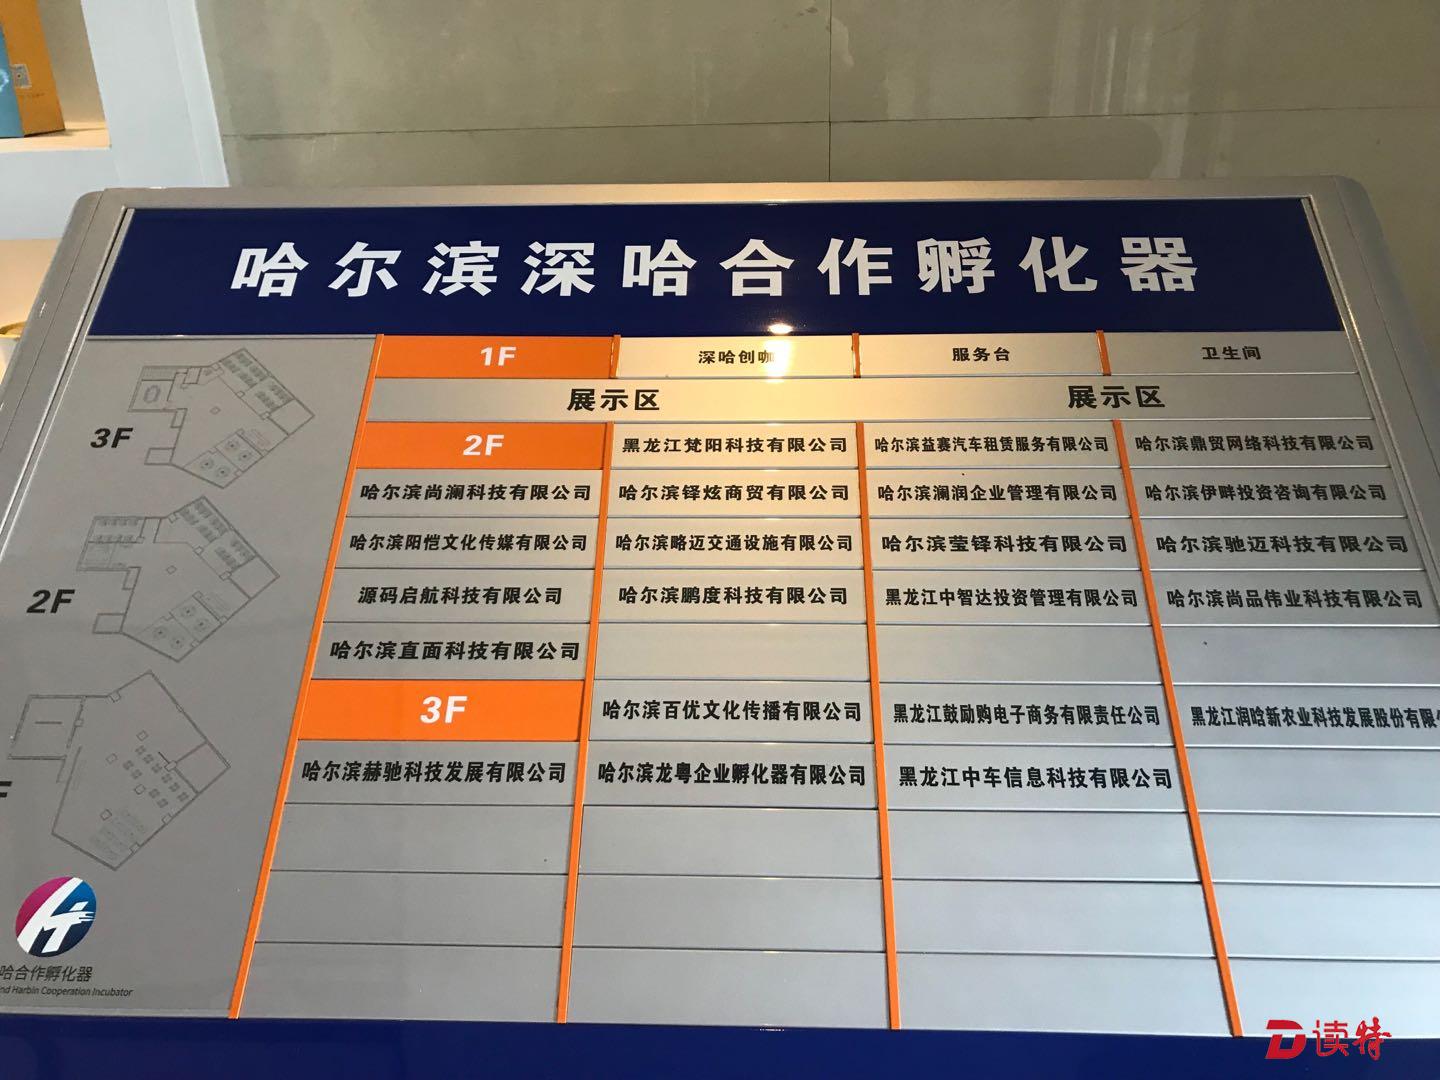 哈尔滨深哈合作孵化器
1F 深哈创咖 服务台 卫生间
展示区 展示区
2F 黑龙江梵阳科技有限公司 哈尔滨益赛汽车租赁服务有限公司 哈尔滨鼎贸网络科技有限公司
哈尔滨尚澜科技有限公司 哈尔滨铎炫商贸有限公司 哈尔滨澜润企业管理有限公司 哈尔滨伊畔投资咨询有限公司
哈尔滨阳恺文化传媒有限公司 哈尔滨略迈交通设施有限公司 哈尔滨莹铎科技有限公司 哈尔滨驰迈科技有限公司
源码启航科技有限公司 哈尔滨鹏度科技有限公司 黑龙江中智达投资管理有限公司 哈尔滨尚品伟业科技有限公司
哈尔滨直面科技有限公司
3F 哈尔滨百优文化传播有限公司 黑龙江鼓励购电子商务有限责任公司 黑龙江润晗新农业科技发展股份有限
哈尔滨赫驰科技发展有限公司 哈尔滨龙粤企业孵化器有限公司 黑龙江中车信息科技有限公司
3F
2F
F
哈合作孵化器
nd Harbin Cooperation Incubator
读特